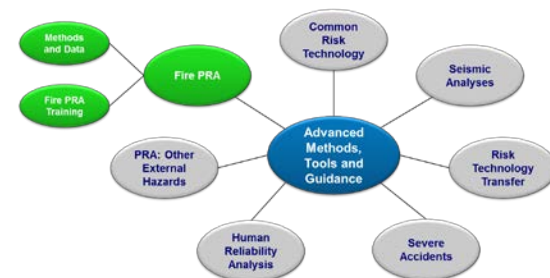 Common
Risk
Technology
Methods
and Data
Fire PRA
Seismic
Analyses
Fire PRA
Training
Advanced
Methods,
Tools and
Guidance
PRA: Other
External
Hazards
Risk
Technology
Transfer
Human
Reliability
Analysis
Severe
Accidents